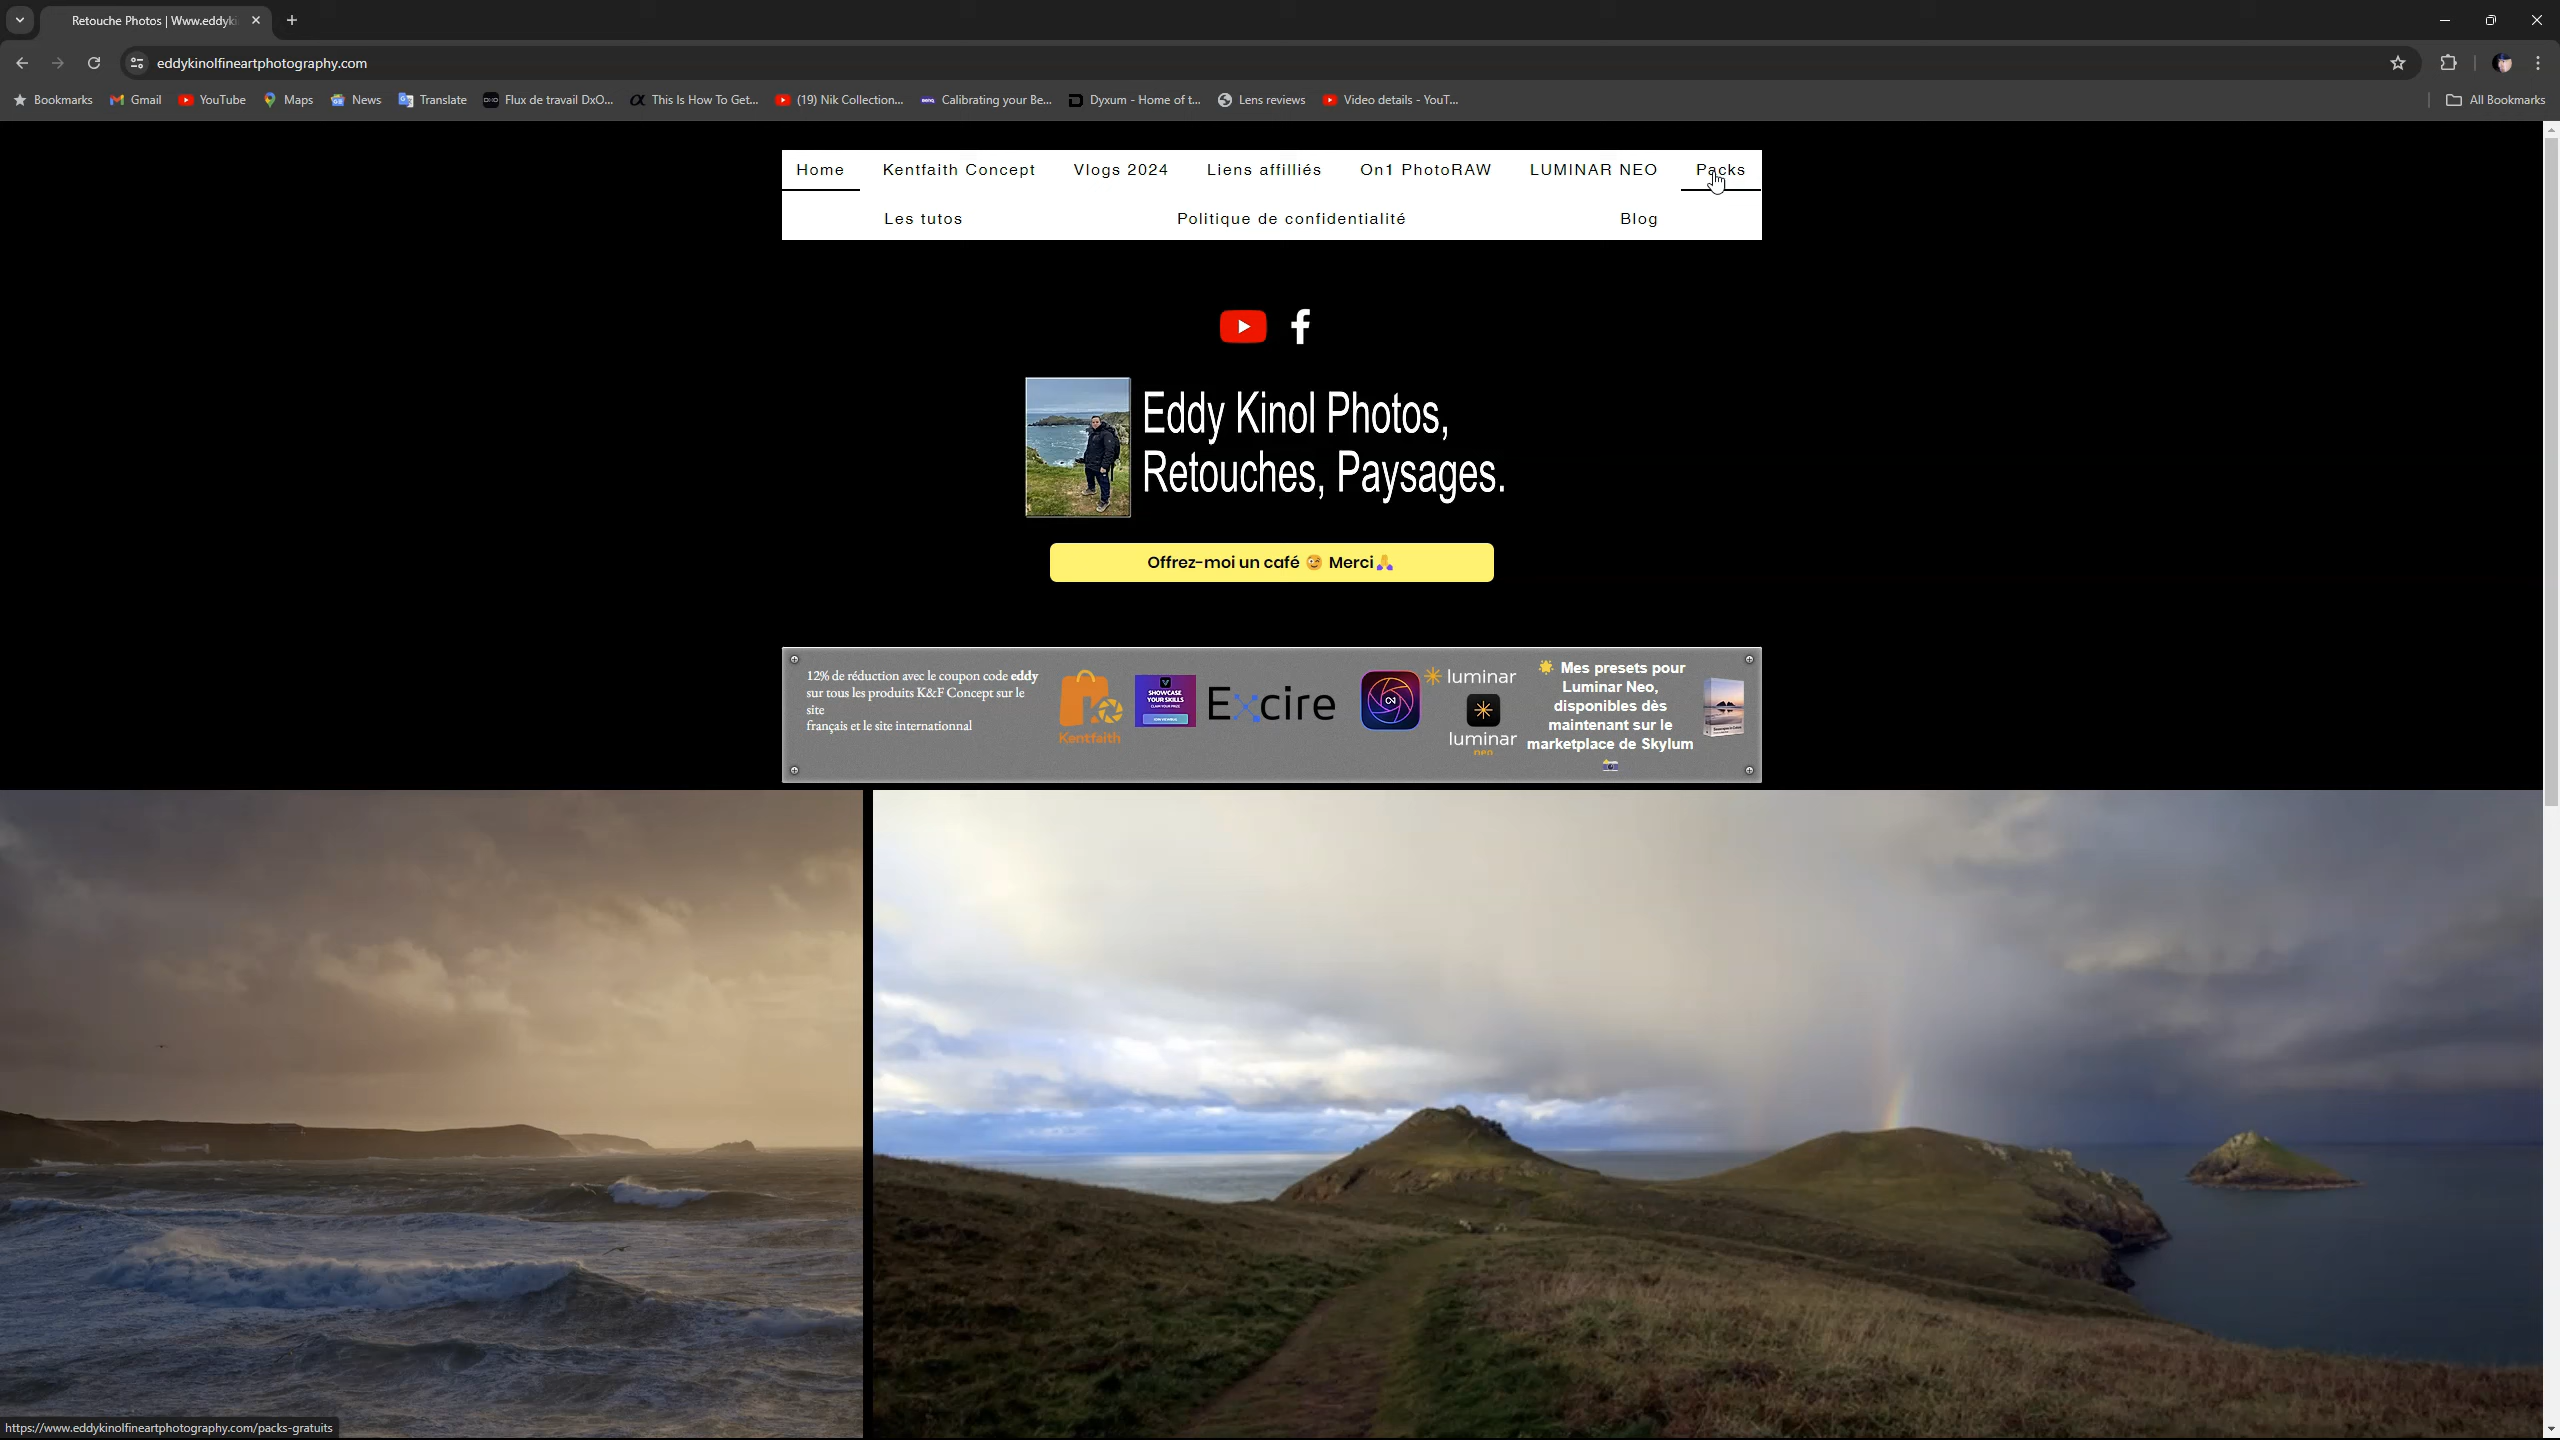 Retouche Photos | Www.eddyki
eddykinolfineartphotography.com
Bookmarks Gmail YouTube Maps News Translate Flux de travail DxO... This Is How To Get... (19) Nik Collection... Calibrating your Be... Dyxum - Home of t... Lens reviews Video details - YouT... All Bookmarks
Home Kentfaith Concept Vlogs 2024 Liens affilliés On1 PhotoRAW LUMINAR NEO Packs
Les tutos Politique de confidentialité Blog
Eddy Kinol Photos,
Retouches, Paysages.
Offrez-moi un café 😉 Merci🙏
12% de réduction avec le coupon code eddy
sur tous les produits K&F Concept sur le
site
français et le site internationnal
Kentfaith
SHOWCASE
YOUR SKILLS
Excire
luminar
luminar
neo
🌟 Mes presets pour
Luminar Neo,
disponibles dès
maintenant sur le
marketplace de Skylum
📸
https://www.eddykinolfineartphotography.com/packs-gratuits